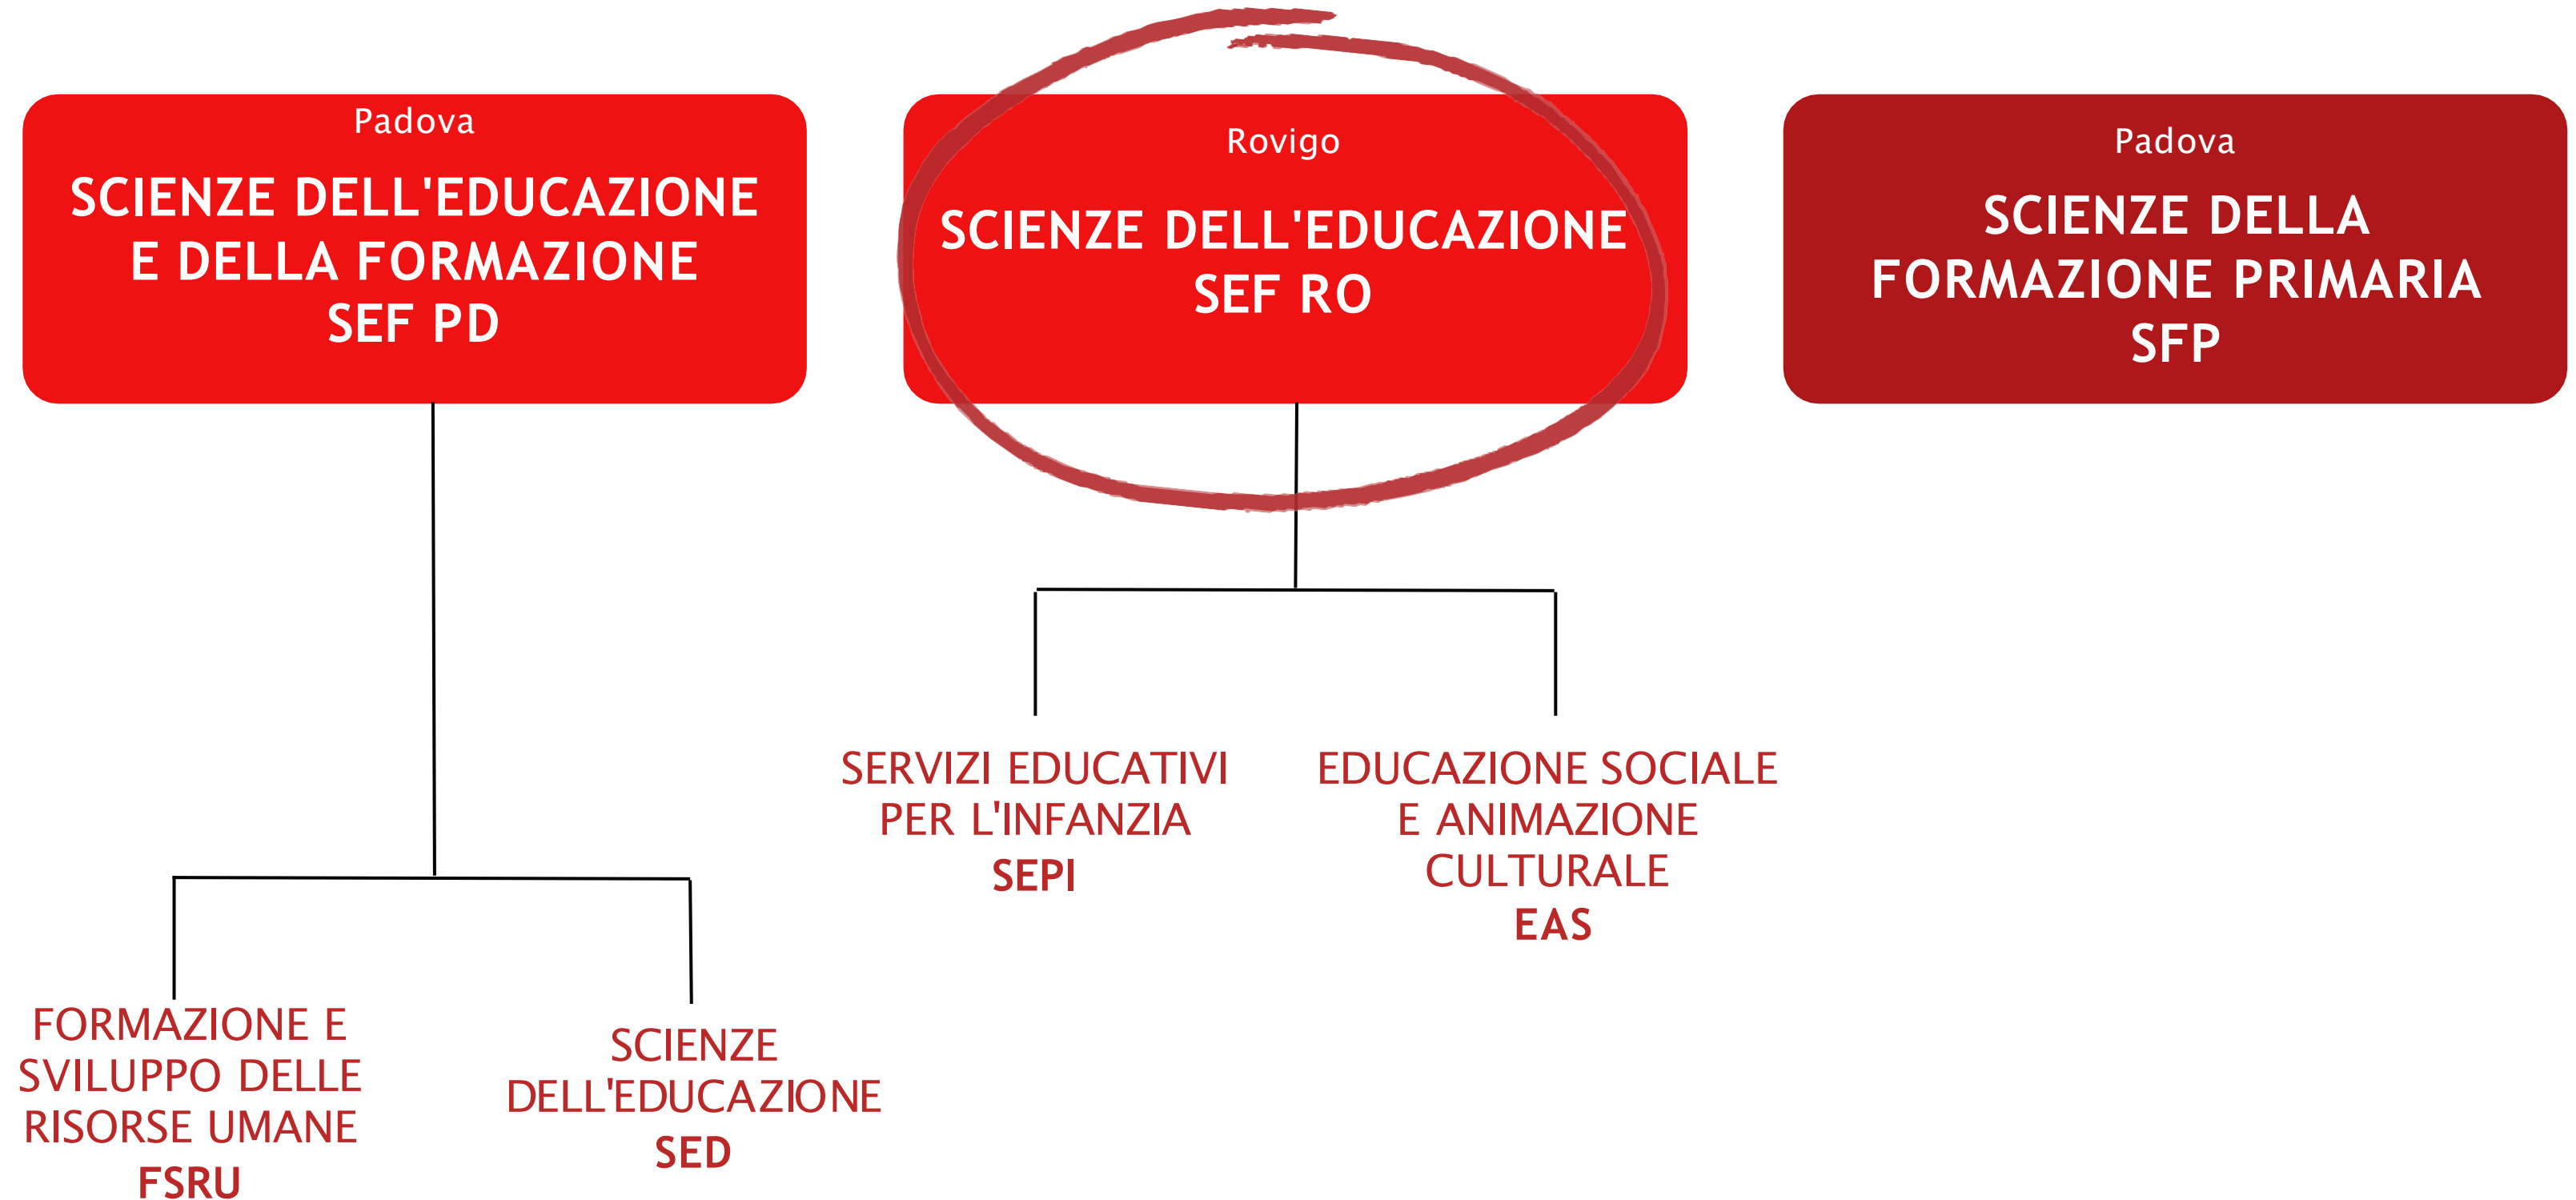 Padova
SCIENZE DELL'EDUCAZIONE
E DELLA FORMAZIONE
SEF PD
Rovigo
SCIENZE DELL'EDUCAZIONE
SEF RO
Padova
SCIENZE DELLA
FORMAZIONE PRIMARIA
SFP
SERVIZI EDUCATIVI
PER L'INFANZIA
SEPI
EDUCAZIONE SOCIALE
E ANIMAZIONE
CULTURALE
EAS
FORMAZIONE E
SVILUPPO DELLE
RISORSE UMANE
FSRU
SCIENZE
DELL'EDUCAZIONE
SED